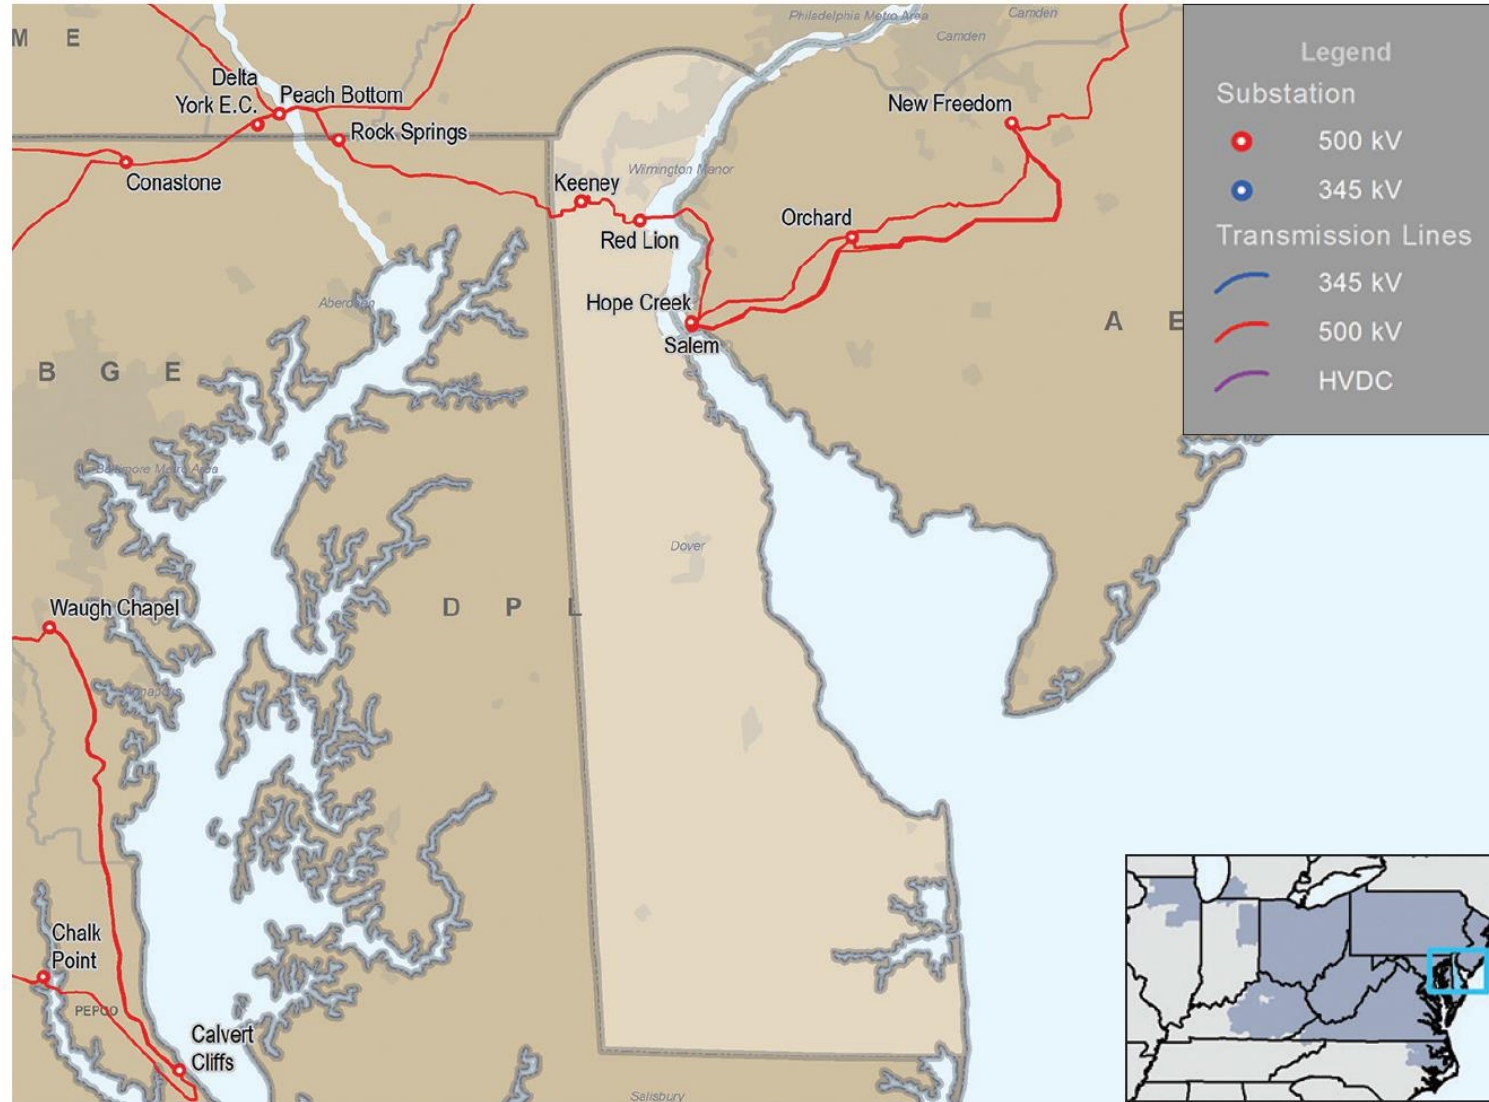 Philadelphia Metro Area
Camden
Camden
M E
Delta
York E.C.
Peach Bottom
Rock Springs
Conastone
New Freedom
Wilmington Manor
Keeney
Red Lion
Orchard
Hope Creek
Salem
Aberdeen
A E
B G E
Baltimore Metro Area
Dover
D P L
Waugh Chapel
Annapolis
Chalk
Point
PEPCO
Calvert
Cliffs
Salisbury
Legend
Substation
500 kV
345 kV
Transmission Lines
345 kV
500 kV
HVDC